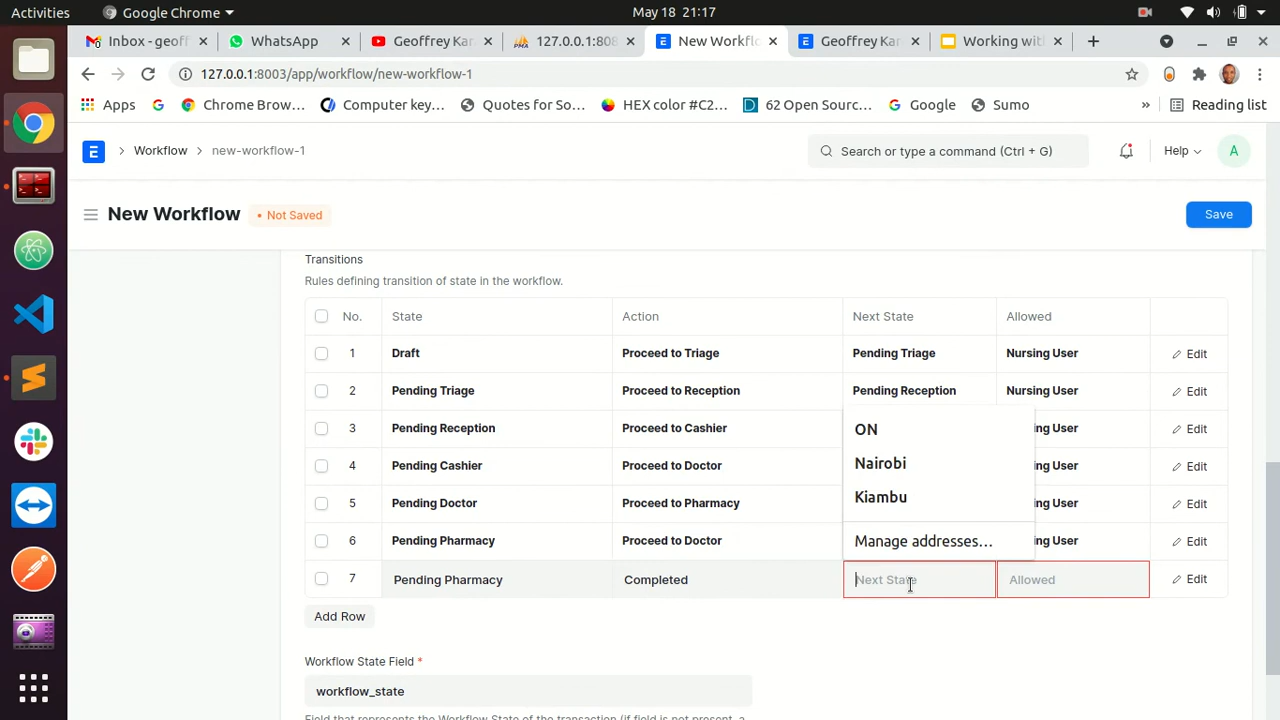 Activities
Google Chrome
May 18 21:17
Inbox - geoff
WhatsApp
Geoffrey Kar
127.0.0.1:808
New Workflo
Geoffrey Kar
Working wit
127.0.0.1:8003/app/workflow/new-workflow-1
Apps
Chrome Brow...
Computer key...
Quotes for So...
HEX color #C2...
62 Open Sourc...
Google
Sumo
»
Reading list
E
Workflow
new-workflow-1
Search or type a command (Ctrl + G)
Help
A
New Workflow
• Not Saved
Save
Transitions
Rules defining transition of state in the workflow.
No. State Action Next State Allowed
1 Draft Proceed to Triage Pending Triage Nursing User Edit
2 Pending Triage Proceed to Reception Pending Reception Nursing User Edit
3 Pending Reception Proceed to Cashier ing User Edit
4 Pending Cashier Proceed to Doctor ing User Edit
5 Pending Doctor Proceed to Pharmacy ing User Edit
6 Pending Pharmacy Proceed to Doctor ing User Edit
7 Pending Pharmacy Completed Next State Allowed Edit
ON
Nairobi
Kiambu
Manage addresses...
Add Row
Workflow State Field *
workflow_state
Field that represents the Workflow State of the transaction (if field is not present, a